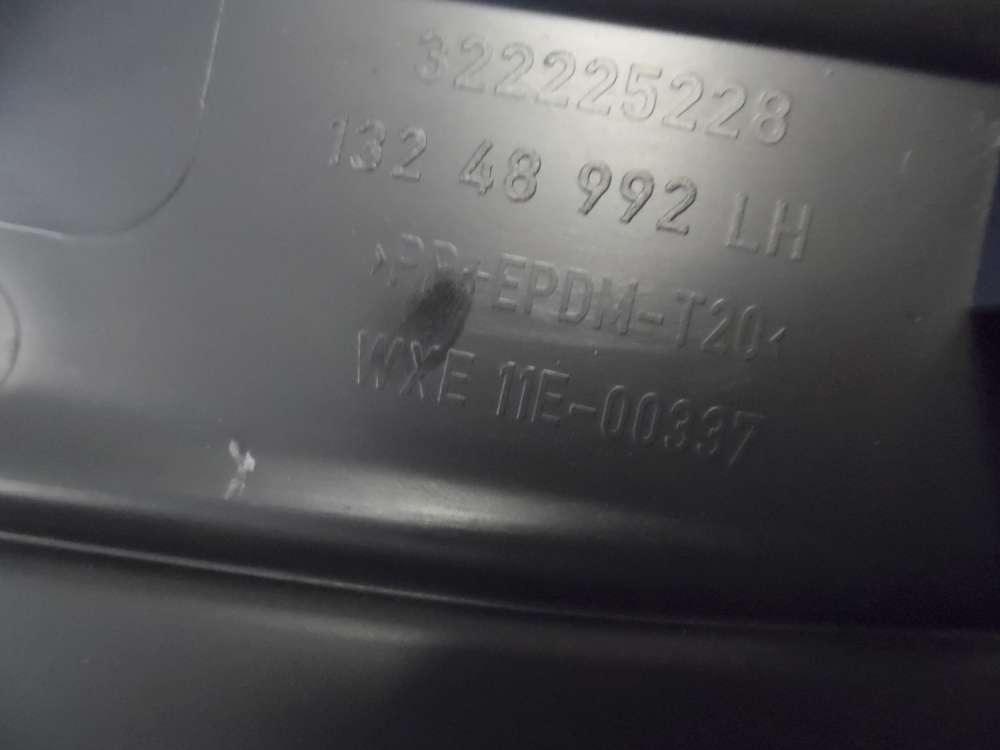 322225228
132 48 992 LH
>PP+EPDM-T20<
WXE 11E-00337